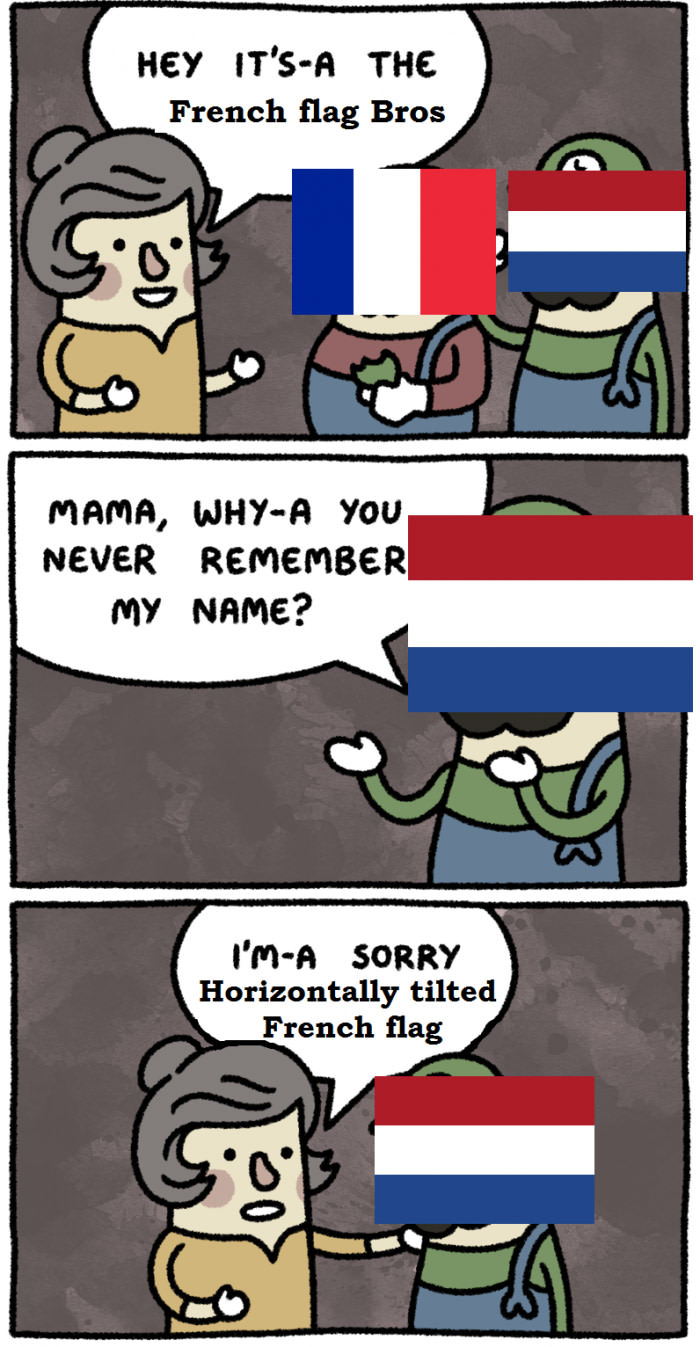 HEY IT'S-A THE
French flag Bros
MAMA, WHY-A YOU
NEVER REMEMBER
MY NAME?
I'M-A SORRY
Horizontally tilted
French flag